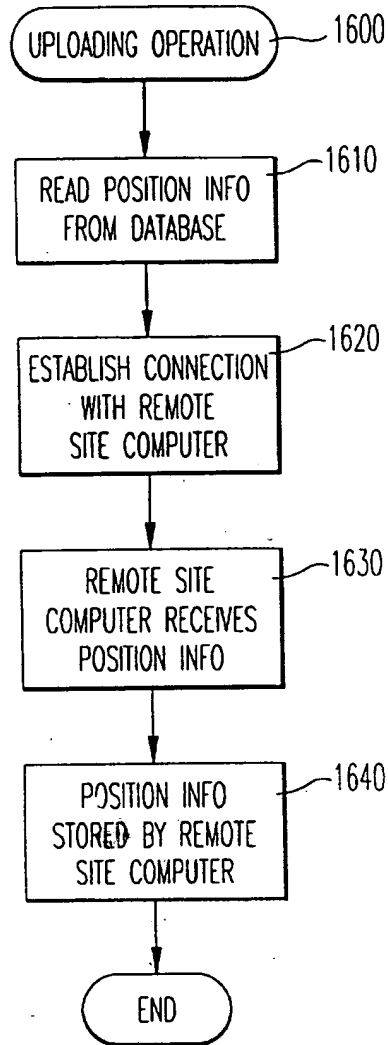 UPLOADING OPERATION
1600
READ POSITION INFO
FROM DATABASE
1610
ESTABLISH CONNECTION
WITH REMOTE
SITE COMPUTER
1620
REMOTE SITE
COMPUTER RECEIVES
POSITION INFO
1630
POSITION INFO
STORED BY REMOTE
SITE COMPUTER
1640
END